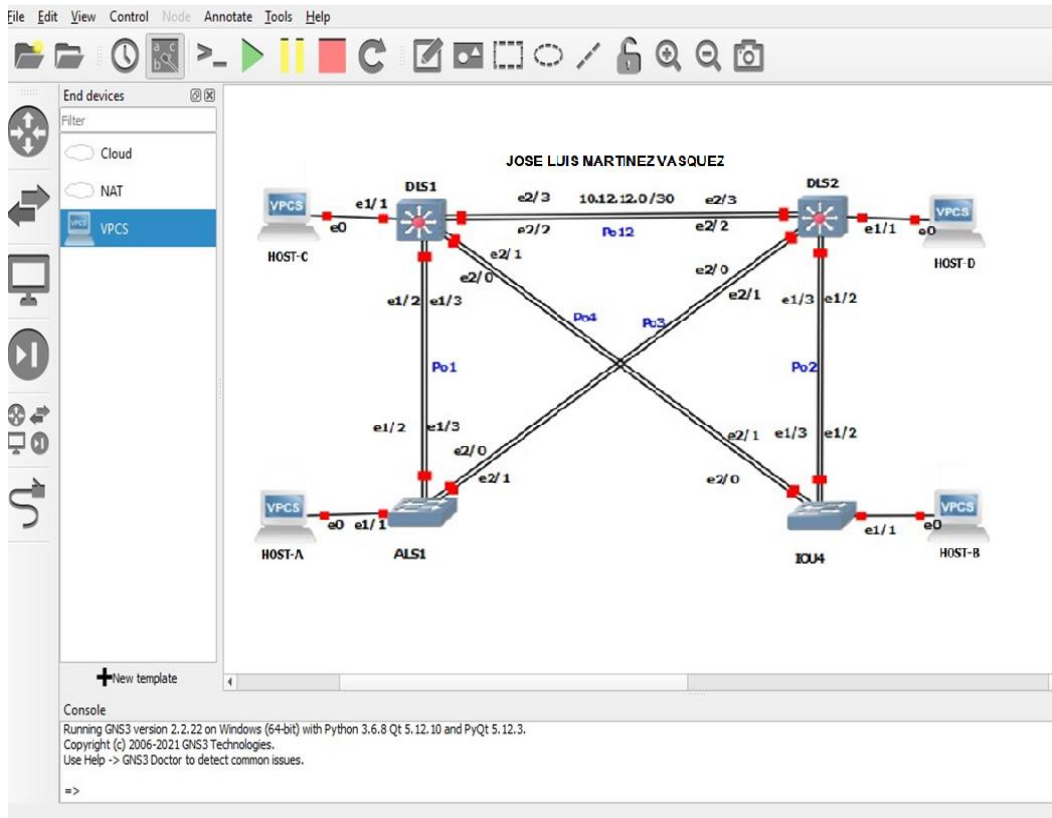 File Edit View Control Node Annotate Tools Help
End devices
Filter
Cloud
NAT
VPCS
VPCS
New template
JOSE LUIS MARTINEZ VASQUEZ
DLS1
DLS2
e2/3 10.12.12.0/30 e2/3
VPCS
e1/1
VPCS
e0
e2/2
Po12
e2/2
e1/1
e0
HOST-C
e2/1
HOST-D
e2/0
e2/0
e1/2 e1/3
e2/1
e1/3 e1/2
Po4
Po3
Po1
Po2
e1/2 e1/3
e2/1 e1/3 e1/2
e2/0
e2/1
e2/0
VPCS
VPCS
e0 e1/1
e1/1
e0
HOST-A
ALS1
IOU4
HOST-B
Console
Running GNS3 version 2.2.22 on Windows (64-bit) with Python 3.6.8 Qt 5.12.10 and PyQt 5.12.3.
Copyright (c) 2006-2021 GNS3 Technologies.
Use Help -> GNS3 Doctor to detect common issues.
=>